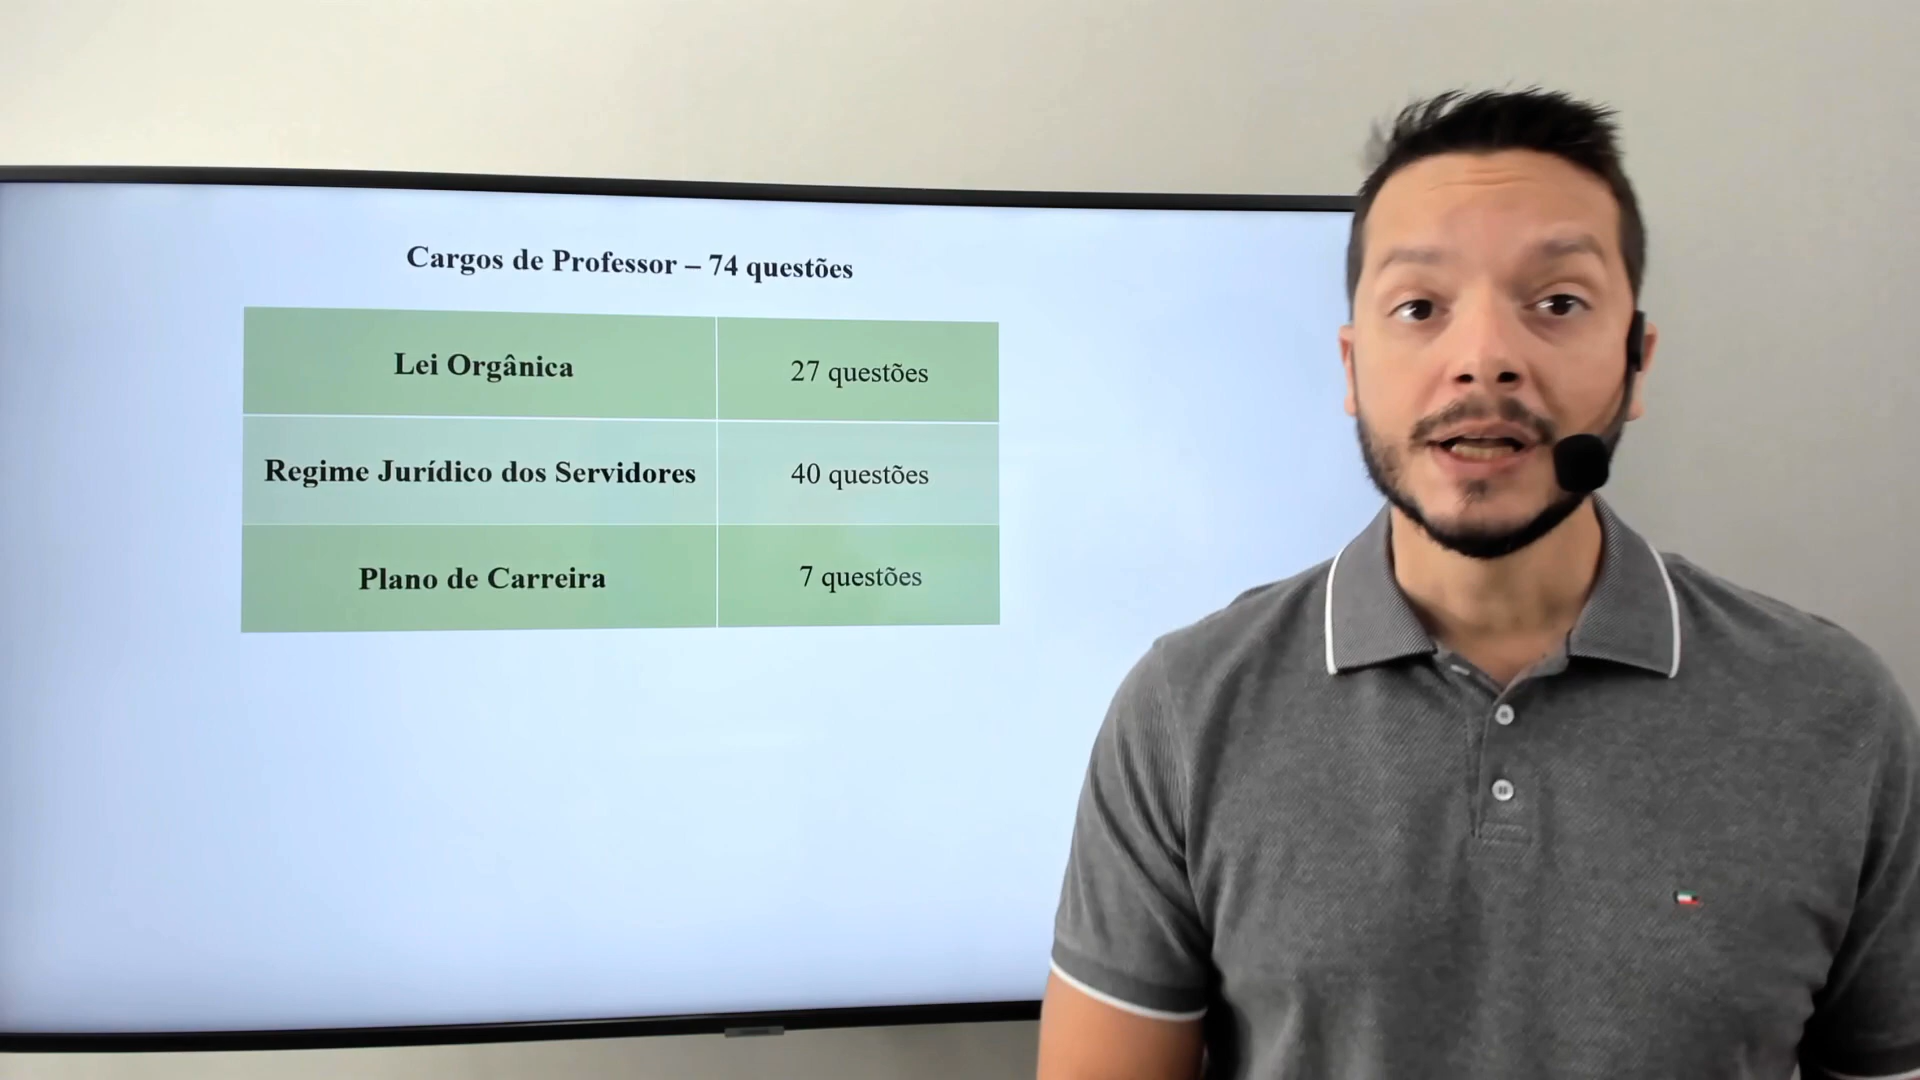 Cargos de Professor – 74 questões
Lei Orgânica
27 questões
Regime Jurídico dos Servidores
40 questões
Plano de Carreira
7 questões